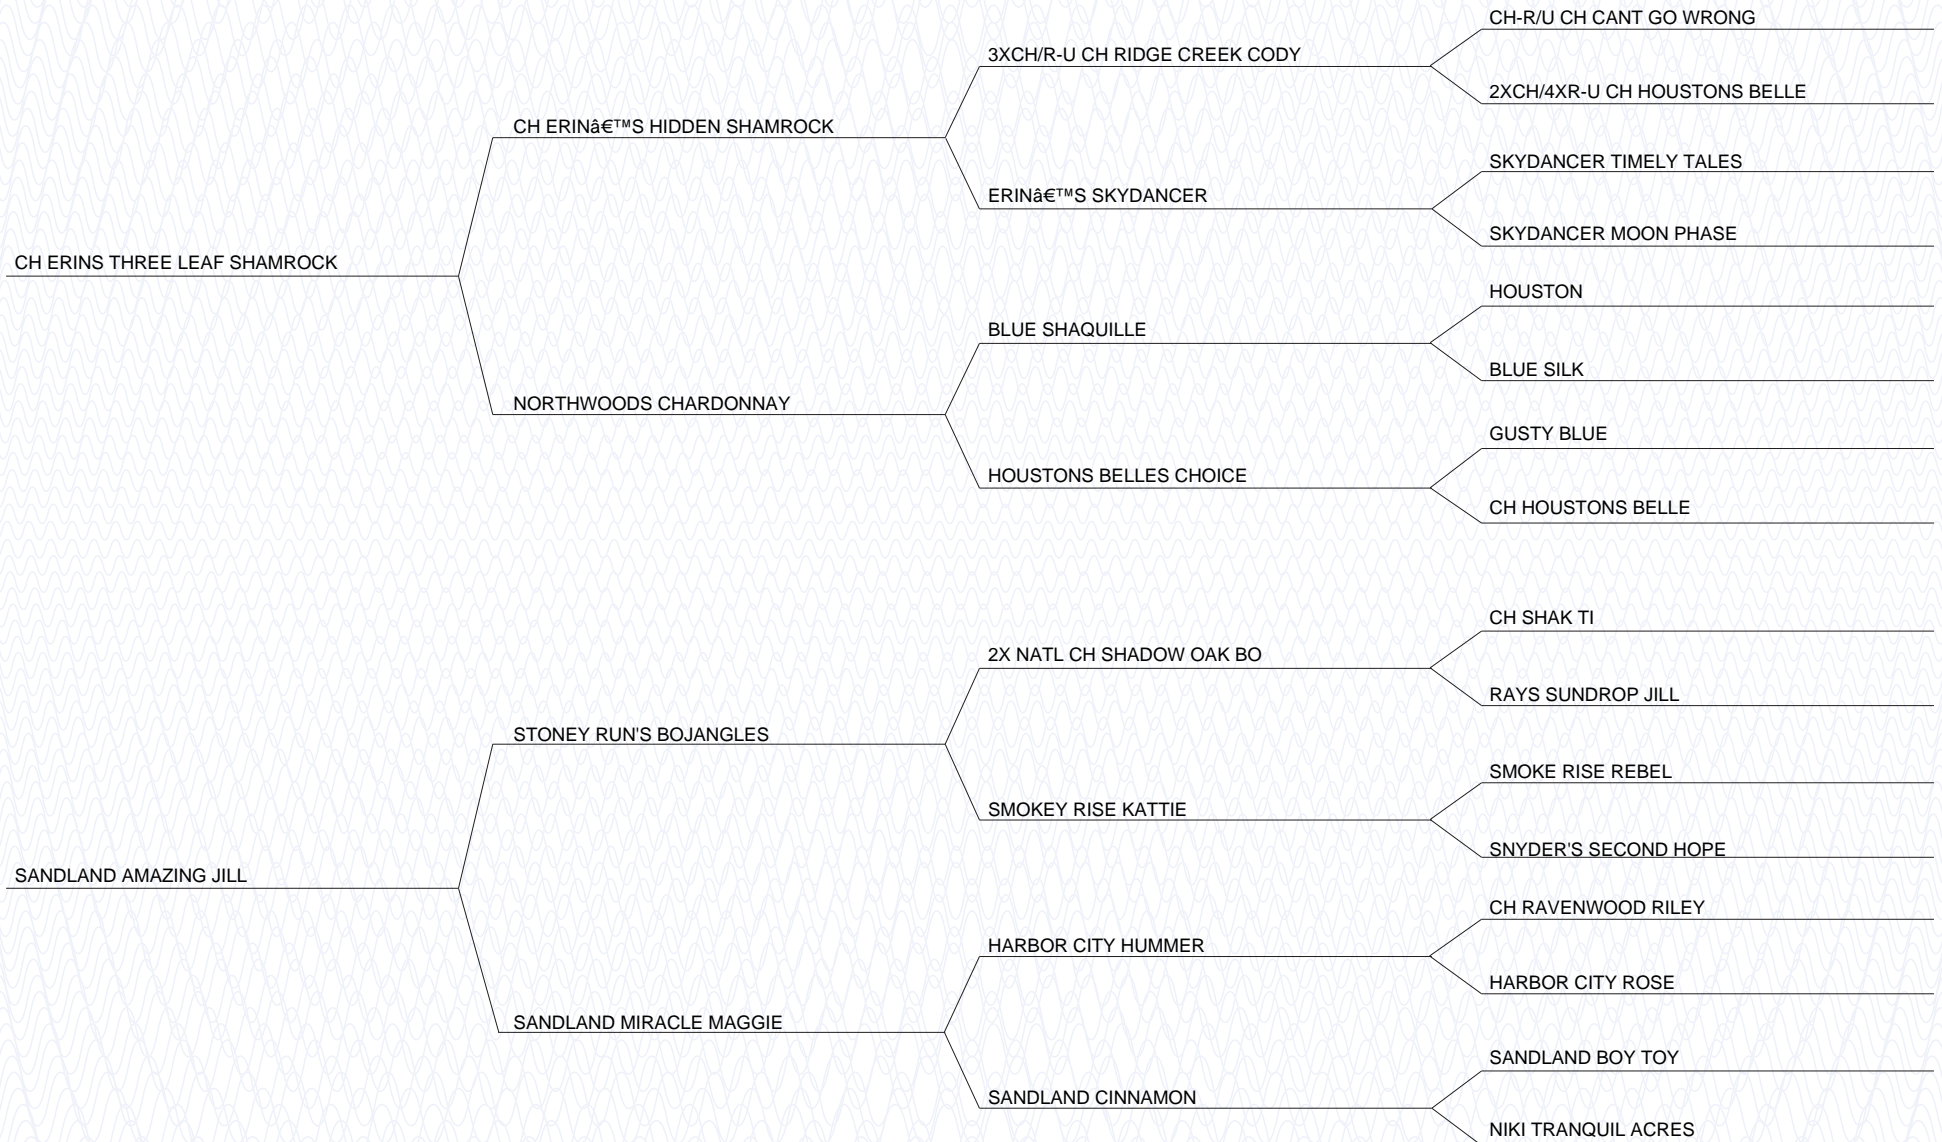 CH-R/U CH CANT GO WRONG
3XCH/R-U CH RIDGE CREEK CODY
2XCH/4XR-U CH HOUSTONS BELLE
CH ERINâ€™S HIDDEN SHAMROCK
SKYDANCER TIMELY TALES
ERINâ€™S SKYDANCER
SKYDANCER MOON PHASE
CH ERINS THREE LEAF SHAMROCK
HOUSTON
BLUE SHAQUILLE
BLUE SILK
NORTHWOODS CHARDONNAY
GUSTY BLUE
HOUSTONS BELLES CHOICE
CH HOUSTONS BELLE
CH SHAK TI
2X NATL CH SHADOW OAK BO
RAYS SUNDROP JILL
STONEY RUN'S BOJANGLES
SMOKE RISE REBEL
SMOKEY RISE KATTIE
SNYDER'S SECOND HOPE
SANDLAND AMAZING JILL
CH RAVENWOOD RILEY
HARBOR CITY HUMMER
HARBOR CITY ROSE
SANDLAND MIRACLE MAGGIE
SANDLAND BOY TOY
SANDLAND CINNAMON
NIKI TRANQUIL ACRES